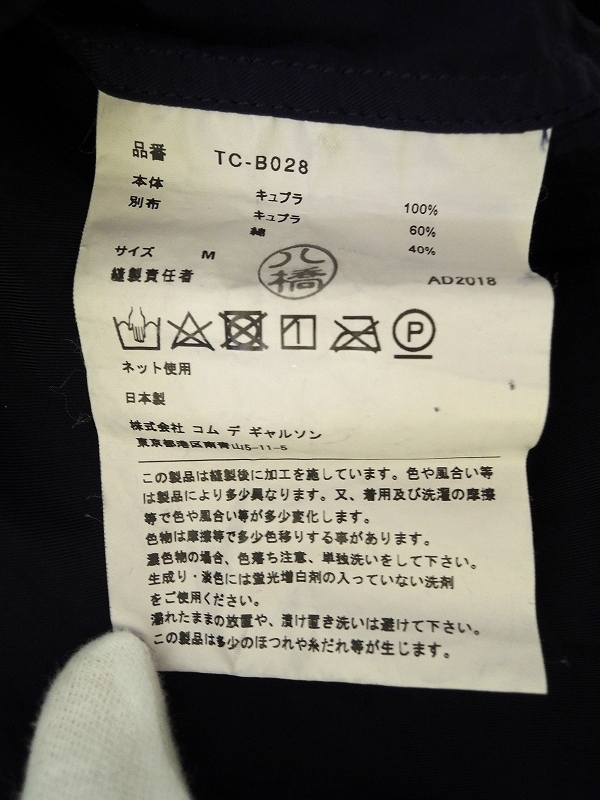 品番 TC-B028
本体 キュプラ 100%
別布 キュプラ 60%
綿 40%
サイズ M
縫製責任者 八橋 AD2018
P
ネット使用
日本製
株式会社 コム デ ギャルソン
東京都港区南青山5-11-5
この製品は縫製後に加工を施しています。色や風合い等
は製品により多少異なります。又、着用及び洗濯の摩擦
等で色や風合い等が多少変化します。
色物は摩擦等で多少色移りする事があります。
濃色物の場合、色落ち注意、単独洗いをして下さい。
生成り・淡色には蛍光増白剤の入っていない洗剤
をご使用ください。
濡れたままの放置や、漬け置き洗いは避けて下さい。
この製品は多少のほつれや糸だれ等が生じます。